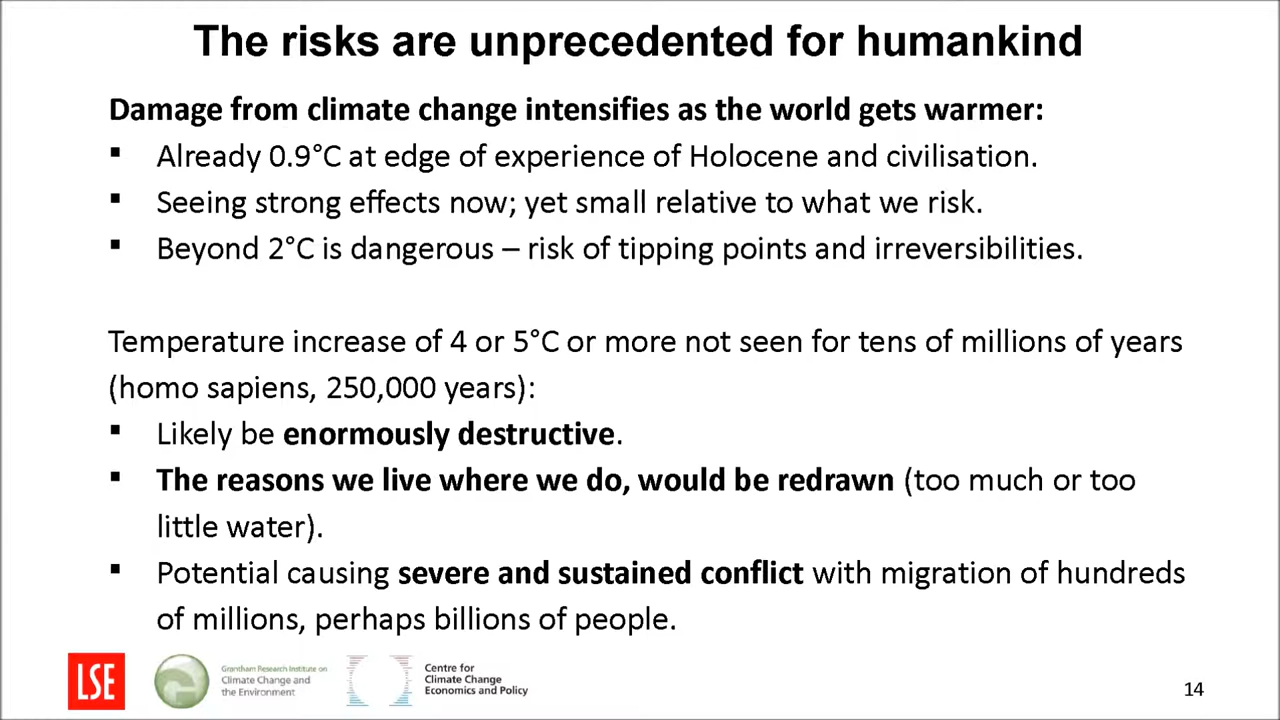 The risks are unprecedented for humankind
Damage from climate change intensifies as the world gets warmer:
▪ Already 0.9°C at edge of experience of Holocene and civilisation.
▪ Seeing strong effects now; yet small relative to what we risk.
▪ Beyond 2°C is dangerous – risk of tipping points and irreversibilities.
Temperature increase of 4 or 5°C or more not seen for tens of millions of years
(homo sapiens, 250,000 years):
▪ Likely be enormously destructive.
▪ The reasons we live where we do, would be redrawn (too much or too
little water).
▪ Potential causing severe and sustained conflict with migration of hundreds
of millions, perhaps billions of people.
LSE
Grantham Research Institute on
Climate Change and
the Environment
Centre for
Climate Change
Economics and Policy
14